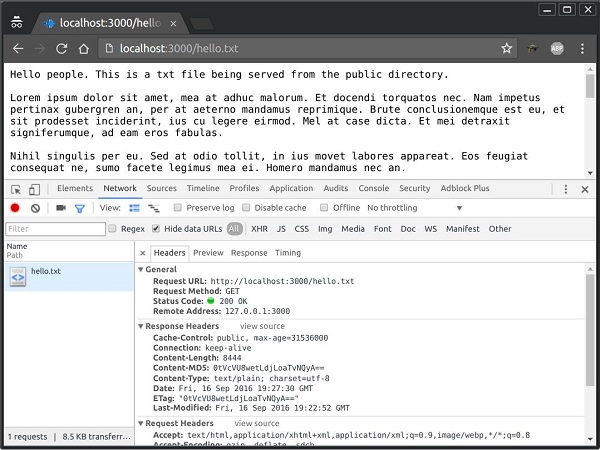 localhost:3000/hello
localhost:3000/hello.txt
ABP
Hello people. This is a txt file being served from the public directory.
Lorem ipsum dolor sit amet, mea at adhuc malorum. Et docendi torquatos nec. Nam impetus
pertinax gubergren an, per at aeterno mandamus reprimique. Brute conclusionemque est eu, et
sit prodesset inciderint, ius cu legere eirmod. Mel at case dicta. Et mei detraxit
signiferumque, ad eam eros fabulas.
Nihil singulis per eu. Sed at odio tollit, in ius movet labores appareat. Eos feugiat
consequat ne, sumo facete legimus mea ei. Homero mandamus nec an.
Elements Network Sources Timeline Profiles Application Audits Console Security Adblock Plus
View: Preserve log Disable cache Offline No throttling
Filter Regex Hide data URLs All XHR JS CSS Img Media Font Doc WS Manifest Other
Name
Path
hello.txt
Headers Preview Response Timing
General
Request URL: http://localhost:3000/hello.txt
Request Method: GET
Status Code: 200 OK
Remote Address: 127.0.0.1:3000
Response Headers view source
Cache-Control: public, max-age=31536000
Connection: keep-alive
Content-Length: 8444
Content-MD5: 0tVcVU8wetLdjLoaTvNQyA==
Content-Type: text/plain; charset=utf-8
Date: Fri, 16 Sep 2016 19:27:30 GMT
ETag: "0tVcVU8wetLdjLoaTvNQyA=="
Last-Modified: Fri, 16 Sep 2016 19:22:52 GMT
Request Headers view source
Accept: text/html,application/xhtml+xml,application/xml;q=0.9,image/webp,*/*;q=0.8
Accept-Encoding: gzip, deflate, sdch
1 requests | 8.5 KB transferr...